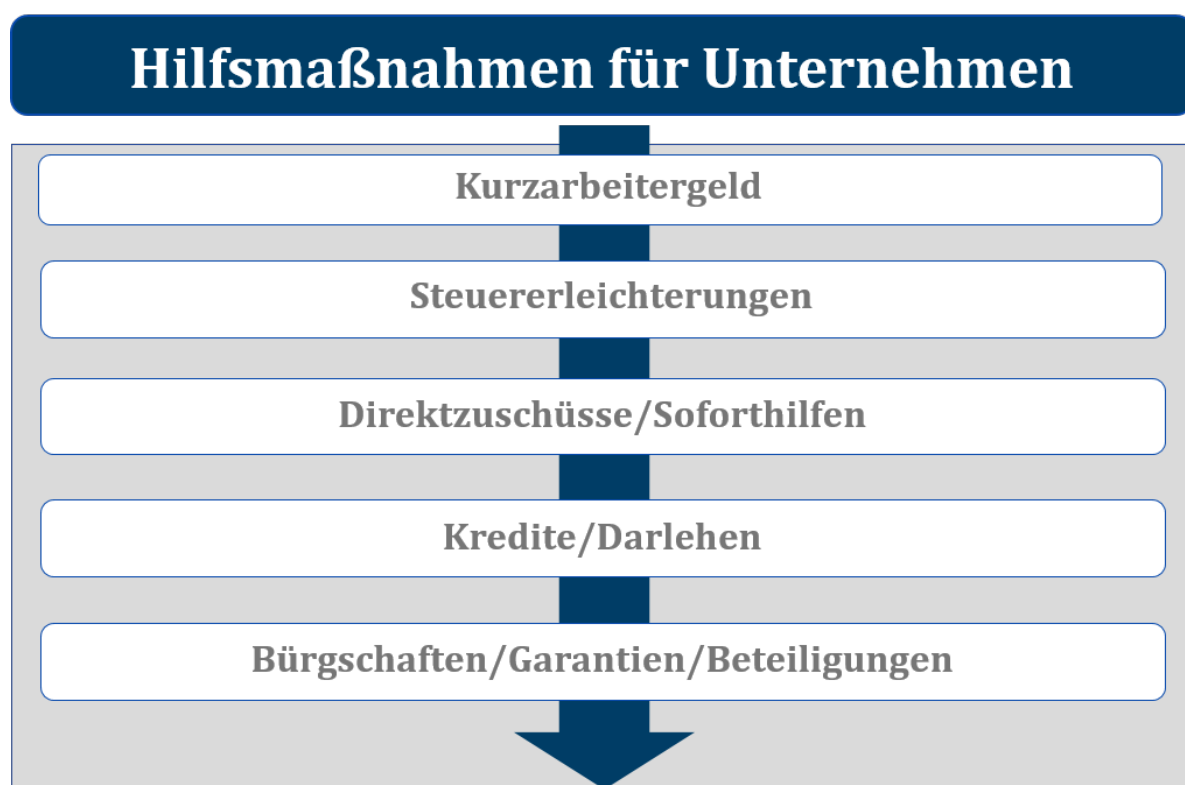 Hilfsmaßnahmen für Unternehmen
Kurzarbeitergeld
Steuererleichterungen
Direktzuschüsse/Soforthilfen
Kredite/Darlehen
Bürgschaften/Garantien/Beteiligungen